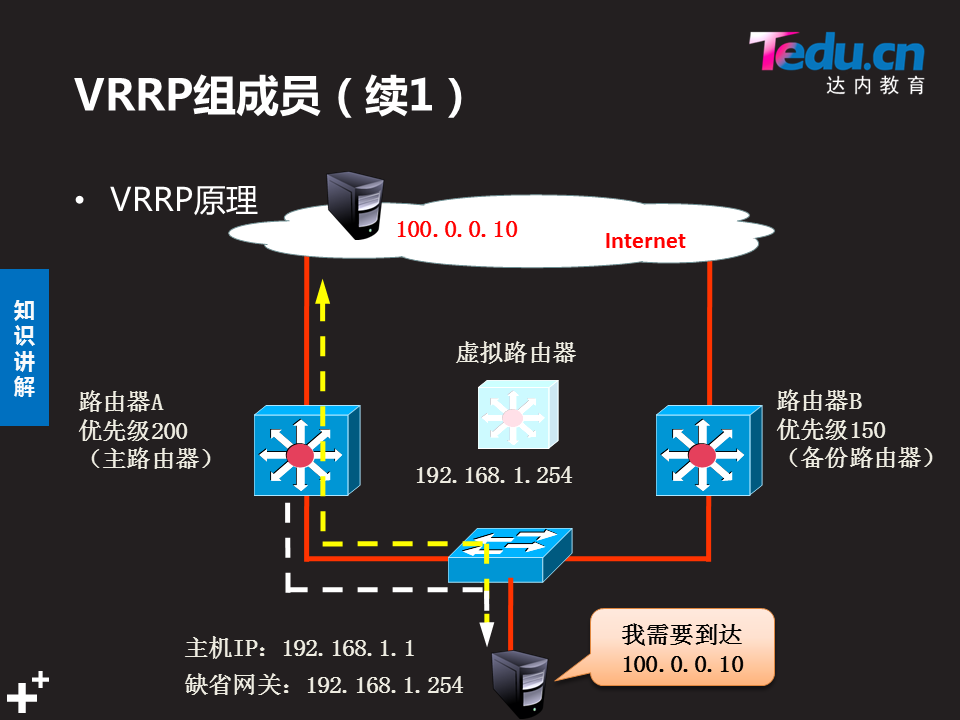 Tedu.cn
达内教育
VRRP组成员（续1）
• VRRP原理
100.0.0.10
Internet
知
识
讲
解
虚拟路由器
路由器A
优先级200
（主路由器）
192.168.1.254
路由器B
优先级150
（备份路由器）
主机IP：192.168.1.1
缺省网关：192.168.1.254
我需要到达
100.0.0.10